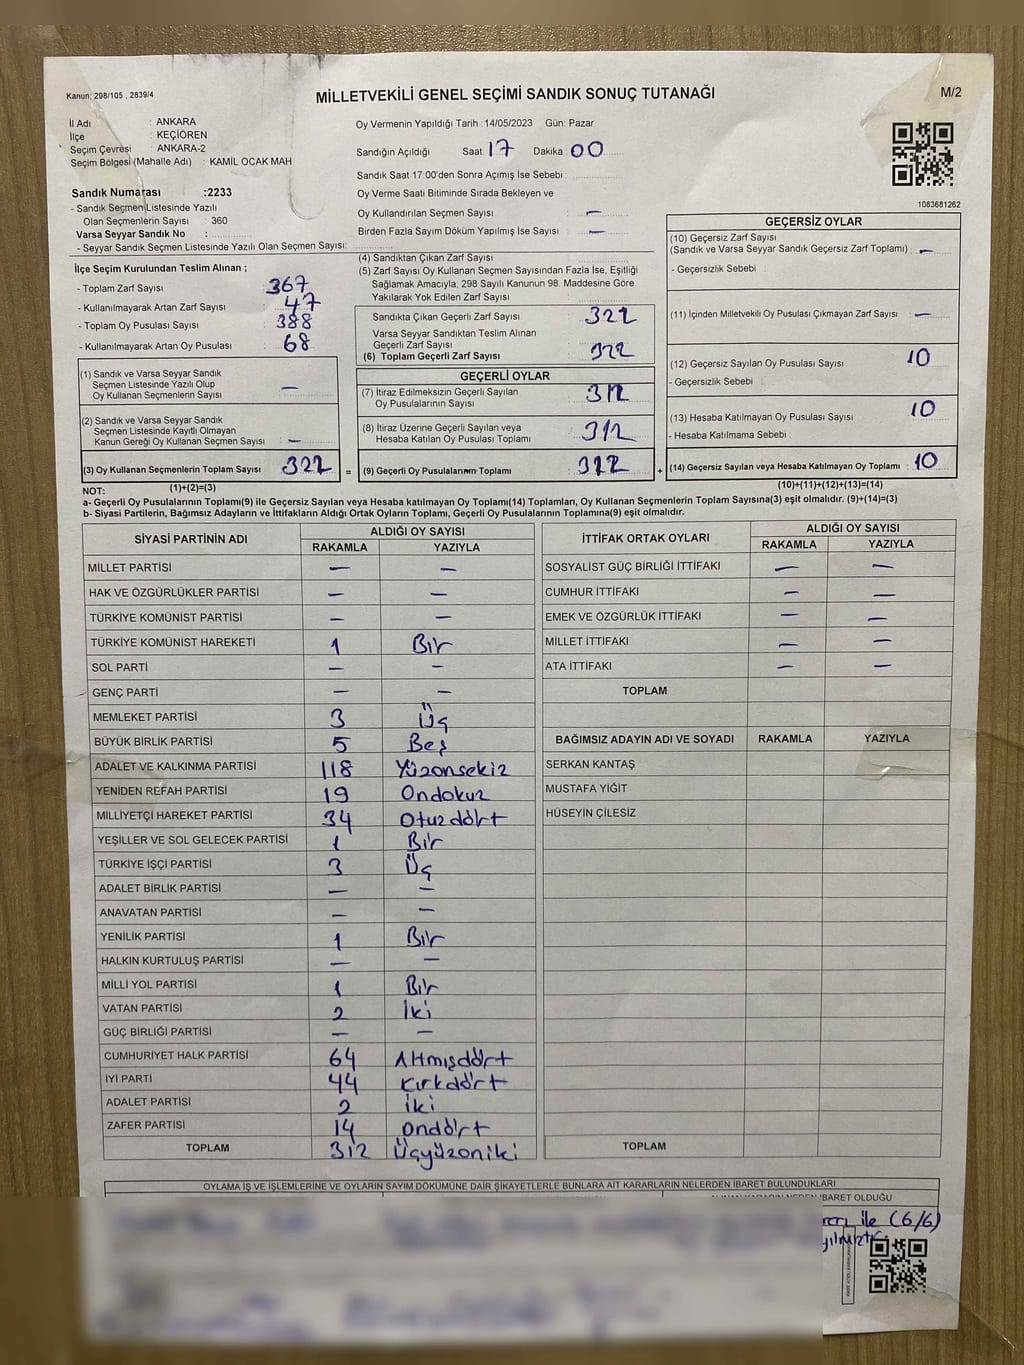 Kanun; 298/105 , 2839/4
MİLLETVEKİLİ GENEL SEÇİMİ SANDIK SONUÇ TUTANAĞI
M/2
İl Adı : ANKARA
İlçe : KEÇİÖREN
Seçim Çevresi : ANKARA-2
Seçim Bölgesi (Mahalle Adı) : KAMİL OCAK MAH
Sandık Numarası :2233
- Sandık Seçmen Listesinde Yazılı
Olan Seçmenlerin Sayısı : 360
Varsa Seyyar Sandık No :
- Seyyar Sandık Seçmen Listesinde Yazılı Olan Seçmen Sayısı:
Oy Vermenin Yapıldığı Tarih :14/05/2023 Gün: Pazar
Sandığın Açıldığı Saat 17 Dakika 00
Sandık Saat 17:00'den Sonra Açımış İse Sebebi :
Oy Verme Saati Bitiminde Sırada Bekleyen ve
Oy Kullandırılan Seçmen Sayısı : —
Birden Fazla Sayım Döküm Yapılmış İse Sayısı : —
1083681262
İlçe Seçim Kurulundan Teslim Alınan ;
- Toplam Zarf Sayısı : 367
- Kullanılmayarak Artan Zarf Sayısı : 47
- Toplam Oy Pusulası Sayısı : 388
- Kullanılmayarak Artan Oy Pusulası : 68
(1) Sandık ve Varsa Seyyar Sandık
Seçmen Listesinde Yazılı Olup
Oy Kullanan Seçmenlerin Sayısı : —
(2) Sandık ve Varsa Seyyar Sandık
Seçmen Listesinde Kayıtlı Olmayan
Kanun Gereği Oy Kullanan Seçmen Sayısı : —
(3) Oy Kullanan Seçmenlerin Toplam Sayısı : 322
(1)+(2)=(3)
(4) Sandıktan Çıkan Zarf Sayısı :
(5) Zarf Sayısı Oy Kullanan Seçmen Sayısından Fazla İse, Eşitliği
Sağlamak Amacıyla; 298 Sayılı Kanunun 98. Maddesine Göre
Yakılarak Yok Edilen Zarf Sayısı :
Sandıkta Çıkan Geçerli Zarf Sayısı : 322
Varsa Seyyar Sandıktan Teslim Alınan
Geçerli Zarf Sayısı :
(6) Toplam Geçerli Zarf Sayısı : 322
GEÇERLİ OYLAR
(7) İtiraz Edilmeksizin Geçerli Sayılan
Oy Pusulalarının Sayısı : 312
(8) İtiraz Üzerine Geçerli Sayılan veya
Hesaba Katılan Oy Pusulası Toplamı : 312
= (9) Geçerli Oy Pusulalarının Toplamı : 312 +
GEÇERSİZ OYLAR
(10) Geçersiz Zarf Sayısı
(Sandık ve Varsa Seyyar Sandık Geçersiz Zarf Toplamı) : —
- Geçersizlik Sebebi :
(11) İçinden Milletvekili Oy Pusulası Çıkmayan Zarf Sayısı : —
(12) Geçersiz Sayılan Oy Pusulası Sayısı : 10
- Geçersizlik Sebebi :
(13) Hesaba Katılmayan Oy Pusulası Sayısı : 10
- Hesaba Katılmama Sebebi :
(14) Geçersiz Sayılan veya Hesaba Katılmayan Oy Toplamı : 10
(10)+(11)+(12)+(13)=(14)
NOT:
a- Geçerli Oy Pusulalarının Toplamı(9) ile Geçersiz Sayılan veya Hesaba katılmayan Oy Toplamı(14) Toplamları, Oy Kullanan Seçmenlerin Toplam Sayısına(3) eşit olmalıdır. (9)+(14)=(3)
b- Siyasi Partilerin, Bağımsız Adayların ve İttifakların Aldığı Ortak Oyların Toplamı, Geçerli Oy Pusulalarının Toplamına(9) eşit olmalıdır.
SİYASİ PARTİNİN ADI ALDIĞI OY SAYISI
RAKAMLA YAZIYLA
MİLLET PARTİSİ — —
HAK VE ÖZGÜRLÜKLER PARTİSİ — —
TÜRKİYE KOMÜNİST PARTİSİ — —
TÜRKİYE KOMÜNİST HAREKETİ 1 Bir
SOL PARTİ — —
GENÇ PARTİ — —
MEMLEKET PARTİSİ 3 Üç
BÜYÜK BİRLİK PARTİSİ 5 Beş
ADALET VE KALKINMA PARTİSİ 118 Yüzonsekiz
YENİDEN REFAH PARTİSİ 19 Ondokuz
MİLLİYETÇİ HAREKET PARTİSİ 34 Otuzdört
YEŞİLLER VE SOL GELECEK PARTİSİ 1 Bir
TÜRKİYE İŞÇİ PARTİSİ 3 Üç
ADALET BİRLİK PARTİSİ — —
ANAVATAN PARTİSİ — —
YENİLİK PARTİSİ 1 Bir
HALKIN KURTULUŞ PARTİSİ — —
MİLLİ YOL PARTİSİ 1 Bir
VATAN PARTİSİ 2 İki
GÜÇ BİRLİĞİ PARTİSİ — —
CUMHURİYET HALK PARTİSİ 64 Altmışdört
İYİ PARTİ 44 Kırkdört
ADALET PARTİSİ 2 İki
ZAFER PARTİSİ 14 Ondört
TOPLAM 312 Üçyüzoniki
İTTİFAK ORTAK OYLARI ALDIĞI OY SAYISI
RAKAMLA YAZIYLA
SOSYALİST GÜÇ BİRLİĞİ İTTİFAKI — —
CUMHUR İTTİFAKI — —
EMEK VE ÖZGÜRLÜK İTTİFAKI — —
MİLLET İTTİFAKI — —
ATA İTTİFAKI — —
TOPLAM
BAĞIMSIZ ADAYIN ADI VE SOYADI RAKAMLA YAZIYLA
SERKAN KANTAŞ
MUSTAFA YİĞİT
HÜSEYİN ÇİLESİZ
TOPLAM
OYLAMA İŞ VE İŞLEMLERİNE VE OYLARIN SAYIM DÖKÜMÜNE DAİR ŞİKAYETLERLE BUNLARA AİT KARARLARIN NELERDEN İBARET BULUNDUKLARI
İBARET OLDUĞU
ile (6/6)